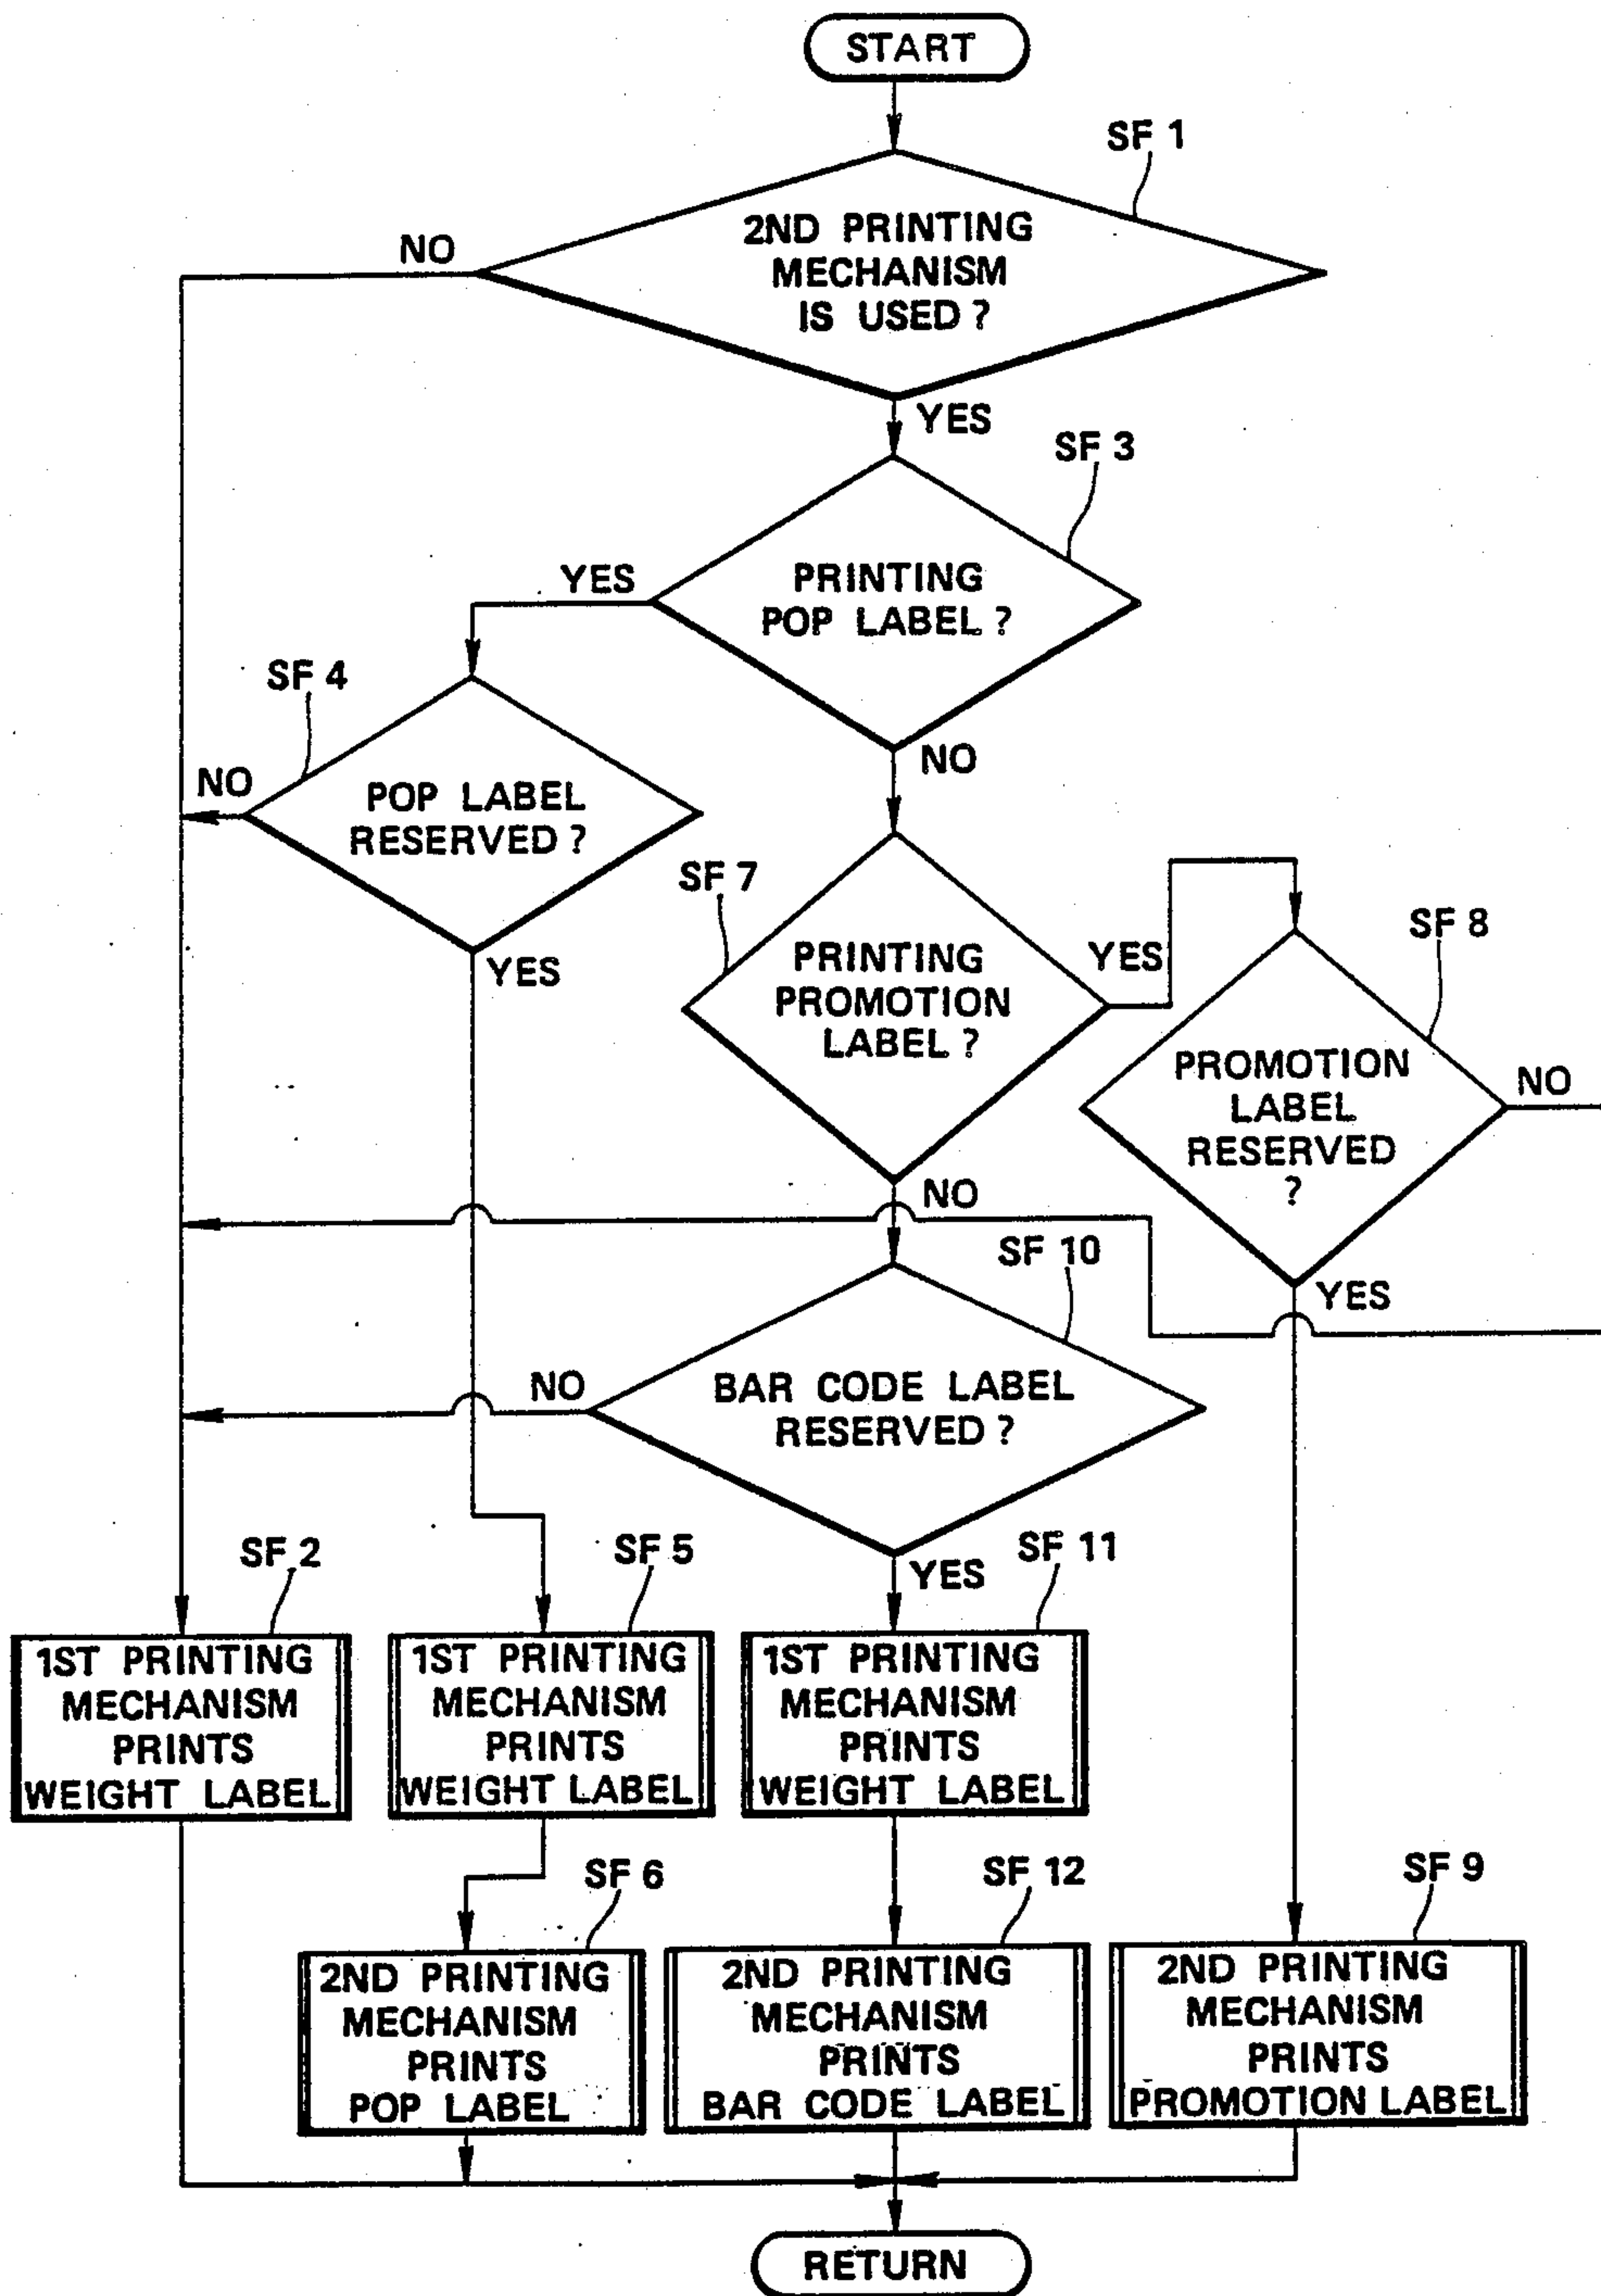 START
SF 1
2ND PRINTING
MECHANISM
IS USED ?
NO
YES
SF 3
PRINTING
POP LABEL ?
YES
NO
SF 4
POP LABEL
RESERVED ?
NO
YES
SF 7
PRINTING
PROMOTION
LABEL ?
YES
NO
SF 8
PROMOTION
LABEL
RESERVED
?
NO
YES
SF 10
BAR CODE LABEL
RESERVED ?
NO
YES
SF 2
1ST PRINTING
MECHANISM
PRINTS
WEIGHT LABEL
SF 5
1ST PRINTING
MECHANISM
PRINTS
WEIGHT LABEL
SF 11
1ST PRINTING
MECHANISM
PRINTS
WEIGHT LABEL
SF 6
2ND PRINTING
MECHANISM
PRINTS
POP LABEL
SF 12
2ND PRINTING
MECHANISM
PRINTS
BAR CODE LABEL
SF 9
2ND PRINTING
MECHANISM
PRINTS
PROMOTION LABEL
RETURN